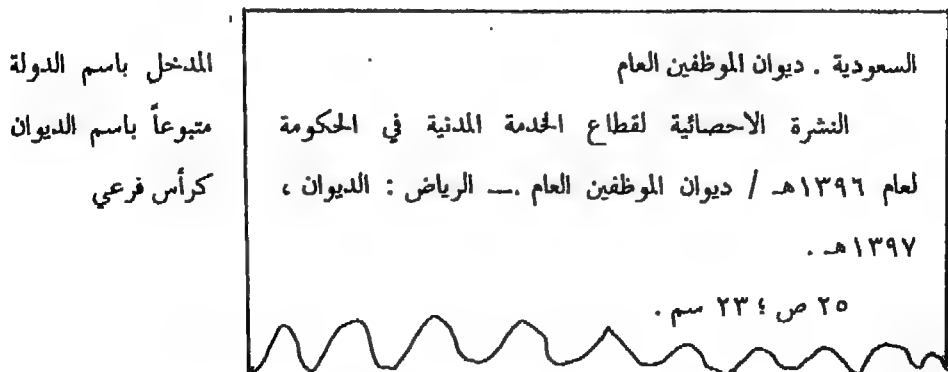 السعودية . ديوان الموظفين العام
النشرة الاحصائية لقطاع الخدمة المدنية في الحكومة
لعام ١٣٩٦هـ / ديوان الموظفين العام .ــ الرياض : الديوان ،
١٣٩٧هـ .
٢٥ ص ؛ ٢٣ سم .
المدخل باسم الدولة
متبوعاً باسم الديوان
كرأس فرعي